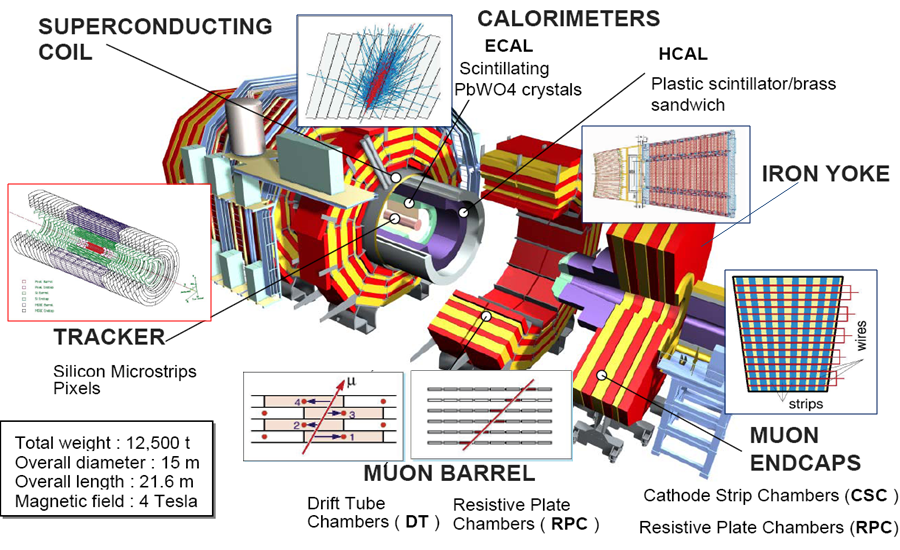 SUPERCONDUCTING
COIL
CALORIMETERS
ECAL
Scintillating
PbWO4 crystals
HCAL
Plastic scintillator/brass
sandwich
IRON YOKE
TRACKER
Silicon Microstrips
Pixels
Total weight : 12,500 t
Overall diameter : 15 m
Overall length : 21.6 m
Magnetic field : 4 Tesla
μ
4
3
2
1
MUON BARREL
Drift Tube
Chambers ( DT )
Resistive Plate
Chambers ( RPC )
wires
strips
MUON
ENDCAPS
Cathode Strip Chambers (CSC )
Resistive Plate Chambers (RPC)